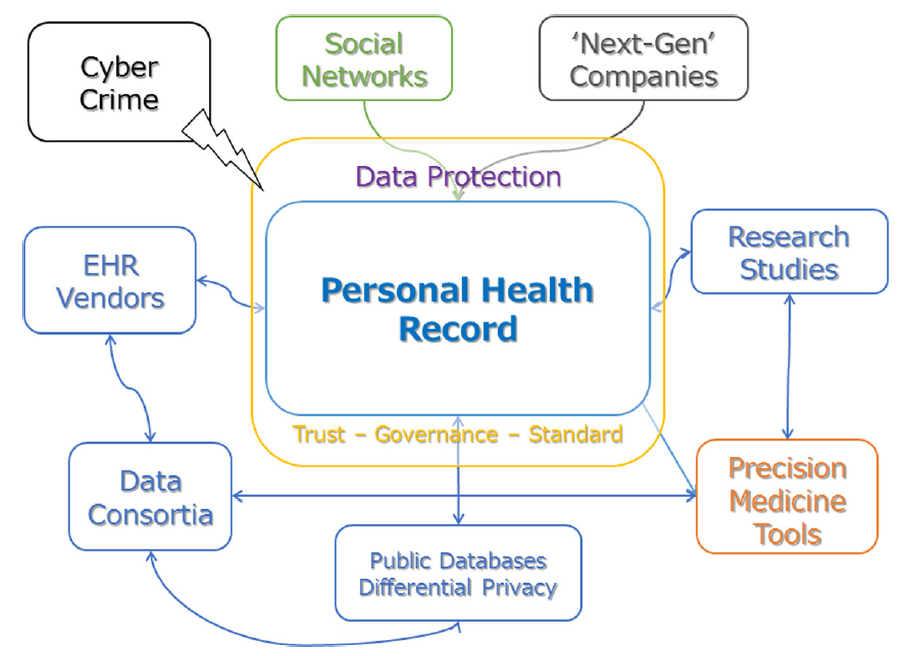 Cyber
Crime
Social
Networks
‘Next-Gen’
Companies
Data Protection
EHR
Vendors
Personal Health
Record
Research
Studies
Trust – Governance – Standard
Data
Consortia
Precision
Medicine
Tools
Public Databases
Differential Privacy